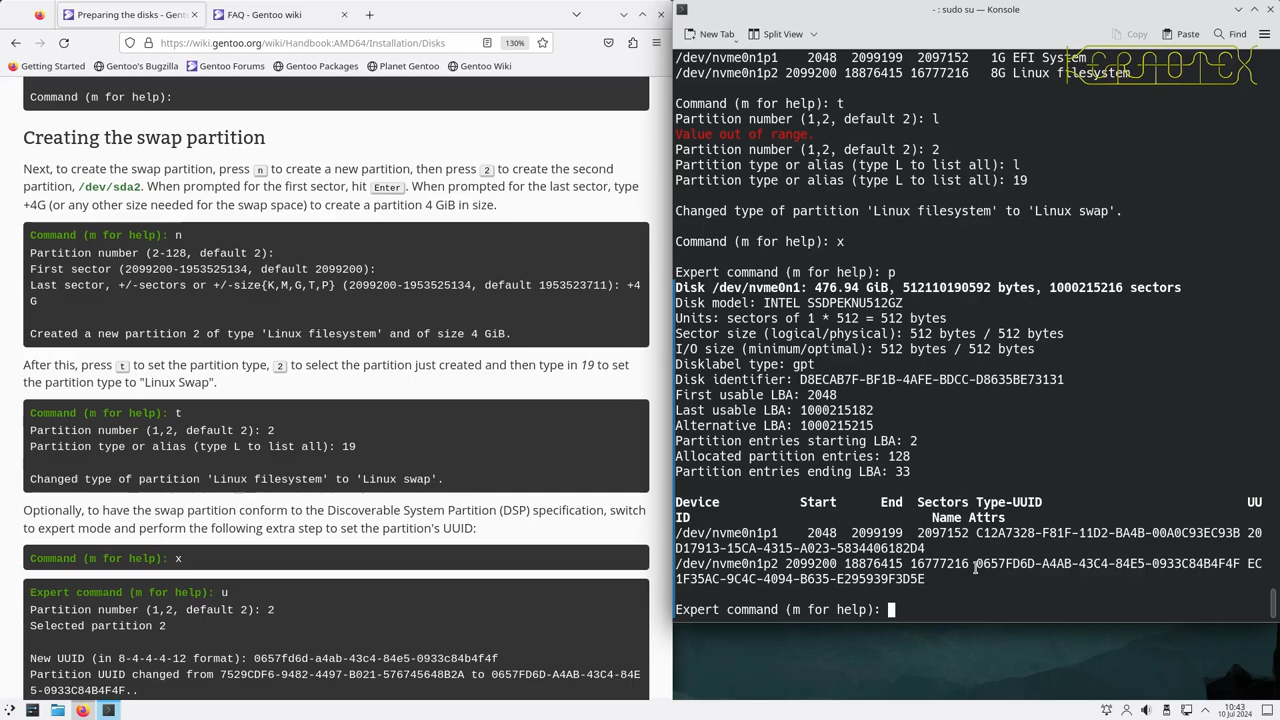 Preparing the disks - Gent
FAQ - Gentoo wiki
https://wiki.gentoo.org/wiki/Handbook:AMD64/Installation/Disks
130%
Getting Started
Gentoo's Bugzilla
Gentoo Forums
Gentoo Packages
Planet Gentoo
Gentoo Wiki
Command (m for help):
Creating the swap partition
Next, to create the swap partition, press n to create a new partition, then press 2 to create the second
partition, /dev/sda2. When prompted for the first sector, hit Enter. When prompted for the last sector, type
+4G (or any other size needed for the swap space) to create a partition 4 GiB in size.
Command (m for help): n
Partition number (2-128, default 2):
First sector (2099200-1953525134, default 2099200):
Last sector, +/-sectors or +/-size{K,M,G,T,P} (2099200-1953525134, default 1953523711): +4
G
Created a new partition 2 of type 'Linux filesystem' and of size 4 GiB.
After this, press t to set the partition type, 2 to select the partition just created and then type in 19 to set
the partition type to "Linux Swap".
Command (m for help): t
Partition number (1,2, default 2): 2
Partition type or alias (type L to list all): 19
Changed type of partition 'Linux filesystem' to 'Linux swap'.
Optionally, to have the swap partition conform to the Discoverable System Partition (DSP) specification, switch
to expert mode and perform the following extra step to set the partition's UUID:
Command (m for help): x
Expert command (m for help): u
Partition number (1,2, default 2): 2
Selected partition 2
New UUID (in 8-4-4-4-12 format): 0657fd6d-a4ab-43c4-84e5-0933c84b4f4f
Partition UUID changed from 7529CDF6-9482-4497-B021-576745648B2A to 0657FD6D-A4AB-43C4-84E
5-0933C84B4F4F..
- : sudo su — Konsole
New Tab
Split View
Copy
Paste
Find
/dev/nvme0n1p1 2048 2099199 2097152 1G EFI System
/dev/nvme0n1p2 2099200 18876415 16777216 8G Linux filesystem
Command (m for help): t
Partition number (1,2, default 2): l
Value out of range.
Partition number (1,2, default 2): 2
Partition type or alias (type L to list all): l
Partition type or alias (type L to list all): 19
Changed type of partition 'Linux filesystem' to 'Linux swap'.
Command (m for help): x
Expert command (m for help): p
Disk /dev/nvme0n1: 476.94 GiB, 512110190592 bytes, 1000215216 sectors
Disk model: INTEL SSDPEKNU512GZ
Units: sectors of 1 * 512 = 512 bytes
Sector size (logical/physical): 512 bytes / 512 bytes
I/O size (minimum/optimal): 512 bytes / 512 bytes
Disklabel type: gpt
Disk identifier: D8ECAB7F-BF1B-4AFE-BDCC-D8635BE73131
First usable LBA: 2048
Last usable LBA: 1000215182
Alternative LBA: 1000215215
Partition entries starting LBA: 2
Allocated partition entries: 128
Partition entries ending LBA: 33
Device Start End Sectors Type-UUID UU
ID Name Attrs
/dev/nvme0n1p1 2048 2099199 2097152 C12A7328-F81F-11D2-BA4B-00A0C93EC93B 20
D17913-15CA-4315-A023-5834406182D4
/dev/nvme0n1p2 2099200 18876415 16777216 0657FD6D-A4AB-43C4-84E5-0933C84B4F4F EC
1F35AC-9C4C-4094-B635-E295939F3D5E
Expert command (m for help):
10:43
10 Jul 2024